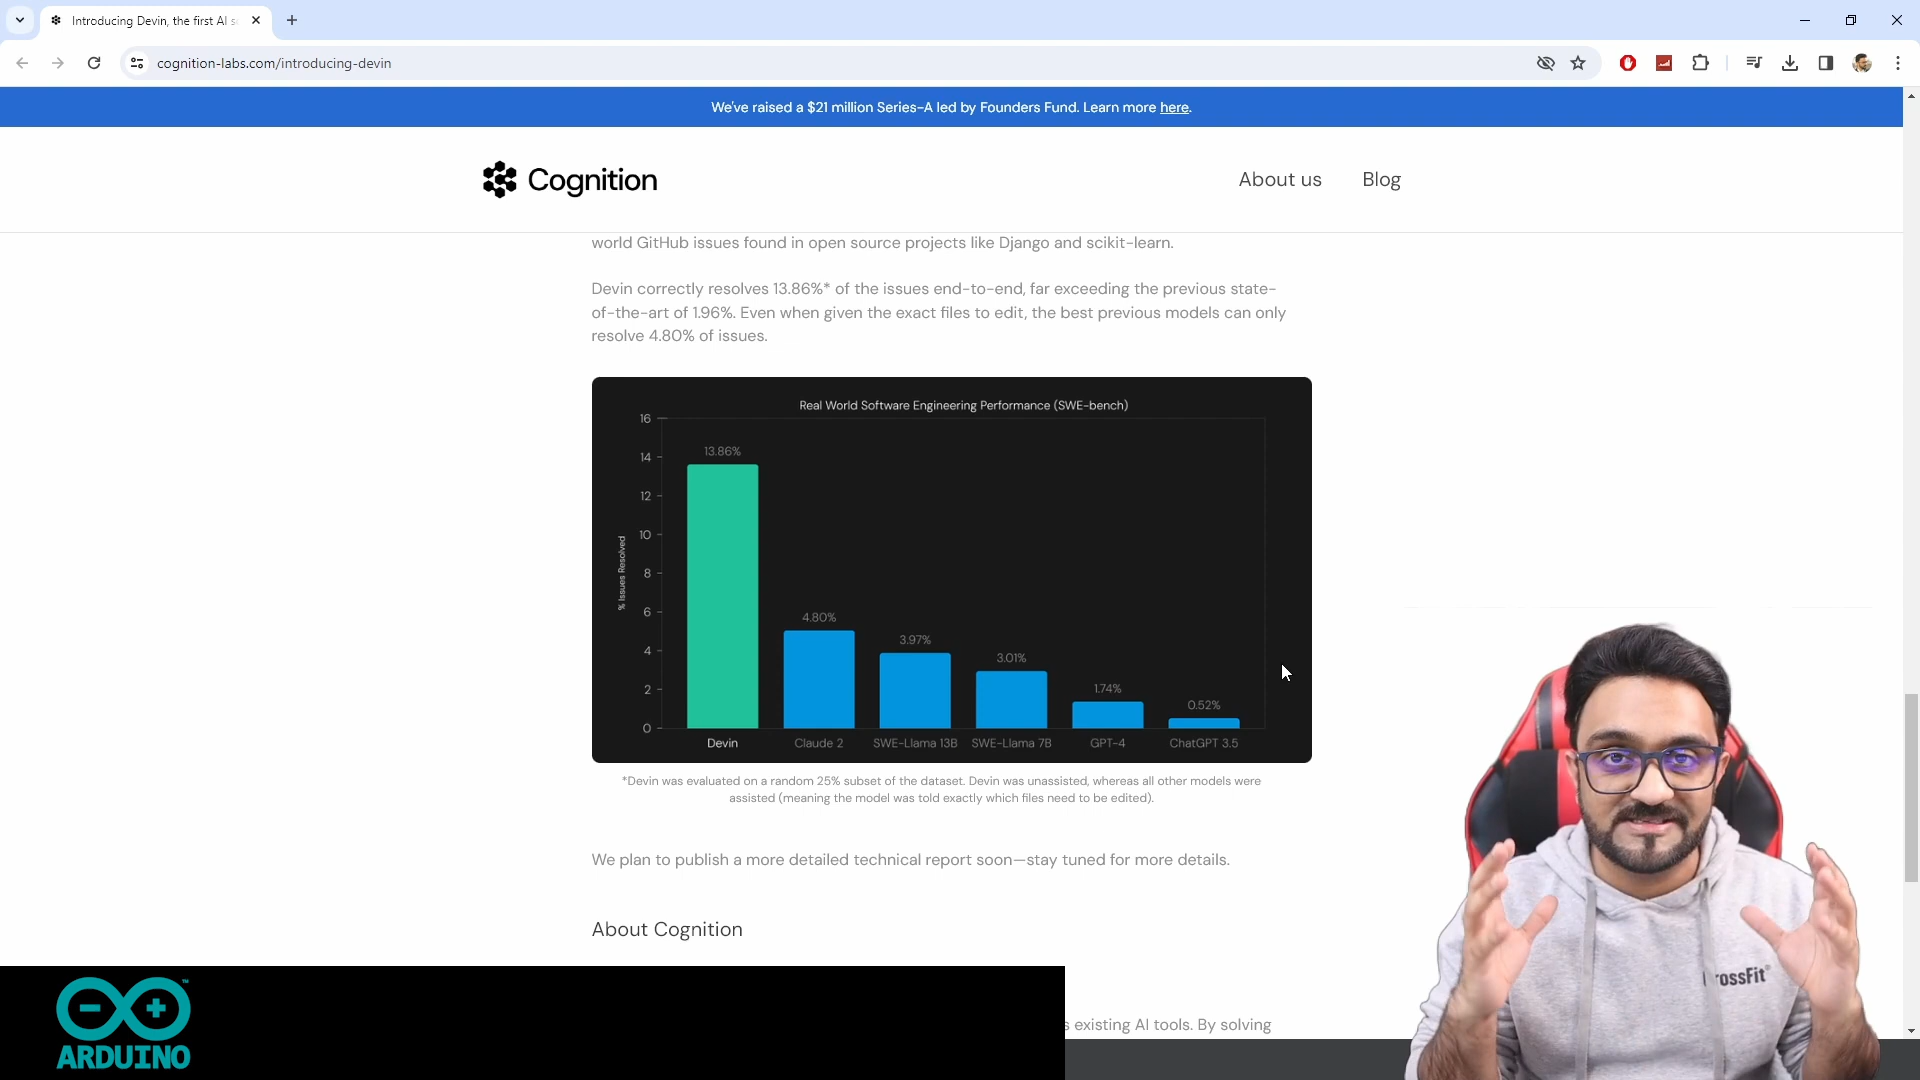 Introducing Devin, the first AI s
cognition-labs.com/introducing-devin
We've raised a $21 million Series-A led by Founders Fund. Learn more here.
Cognition
About us
Blog
world GitHub issues found in open source projects like Django and scikit-learn.
Devin correctly resolves 13.86%* of the issues end-to-end, far exceeding the previous state-
of-the-art of 1.96%. Even when given the exact files to edit, the best previous models can only
resolve 4.80% of issues.
Real World Software Engineering Performance (SWE-bench)
% Issues Resolved
16
14
12
10
8
6
4
2
0
13.86%
4.80%
3.97%
3.01%
1.74%
0.52%
Devin
Claude 2
SWE-Llama 13B
SWE-Llama 7B
GPT-4
ChatGPT 3.5
*Devin was evaluated on a random 25% subset of the dataset. Devin was unassisted, whereas all other models were
assisted (meaning the model was told exactly which files need to be edited).
We plan to publish a more detailed technical report soon—stay tuned for more details.
About Cognition
s existing AI tools. By solving
ARDUINO
TM
rossFit